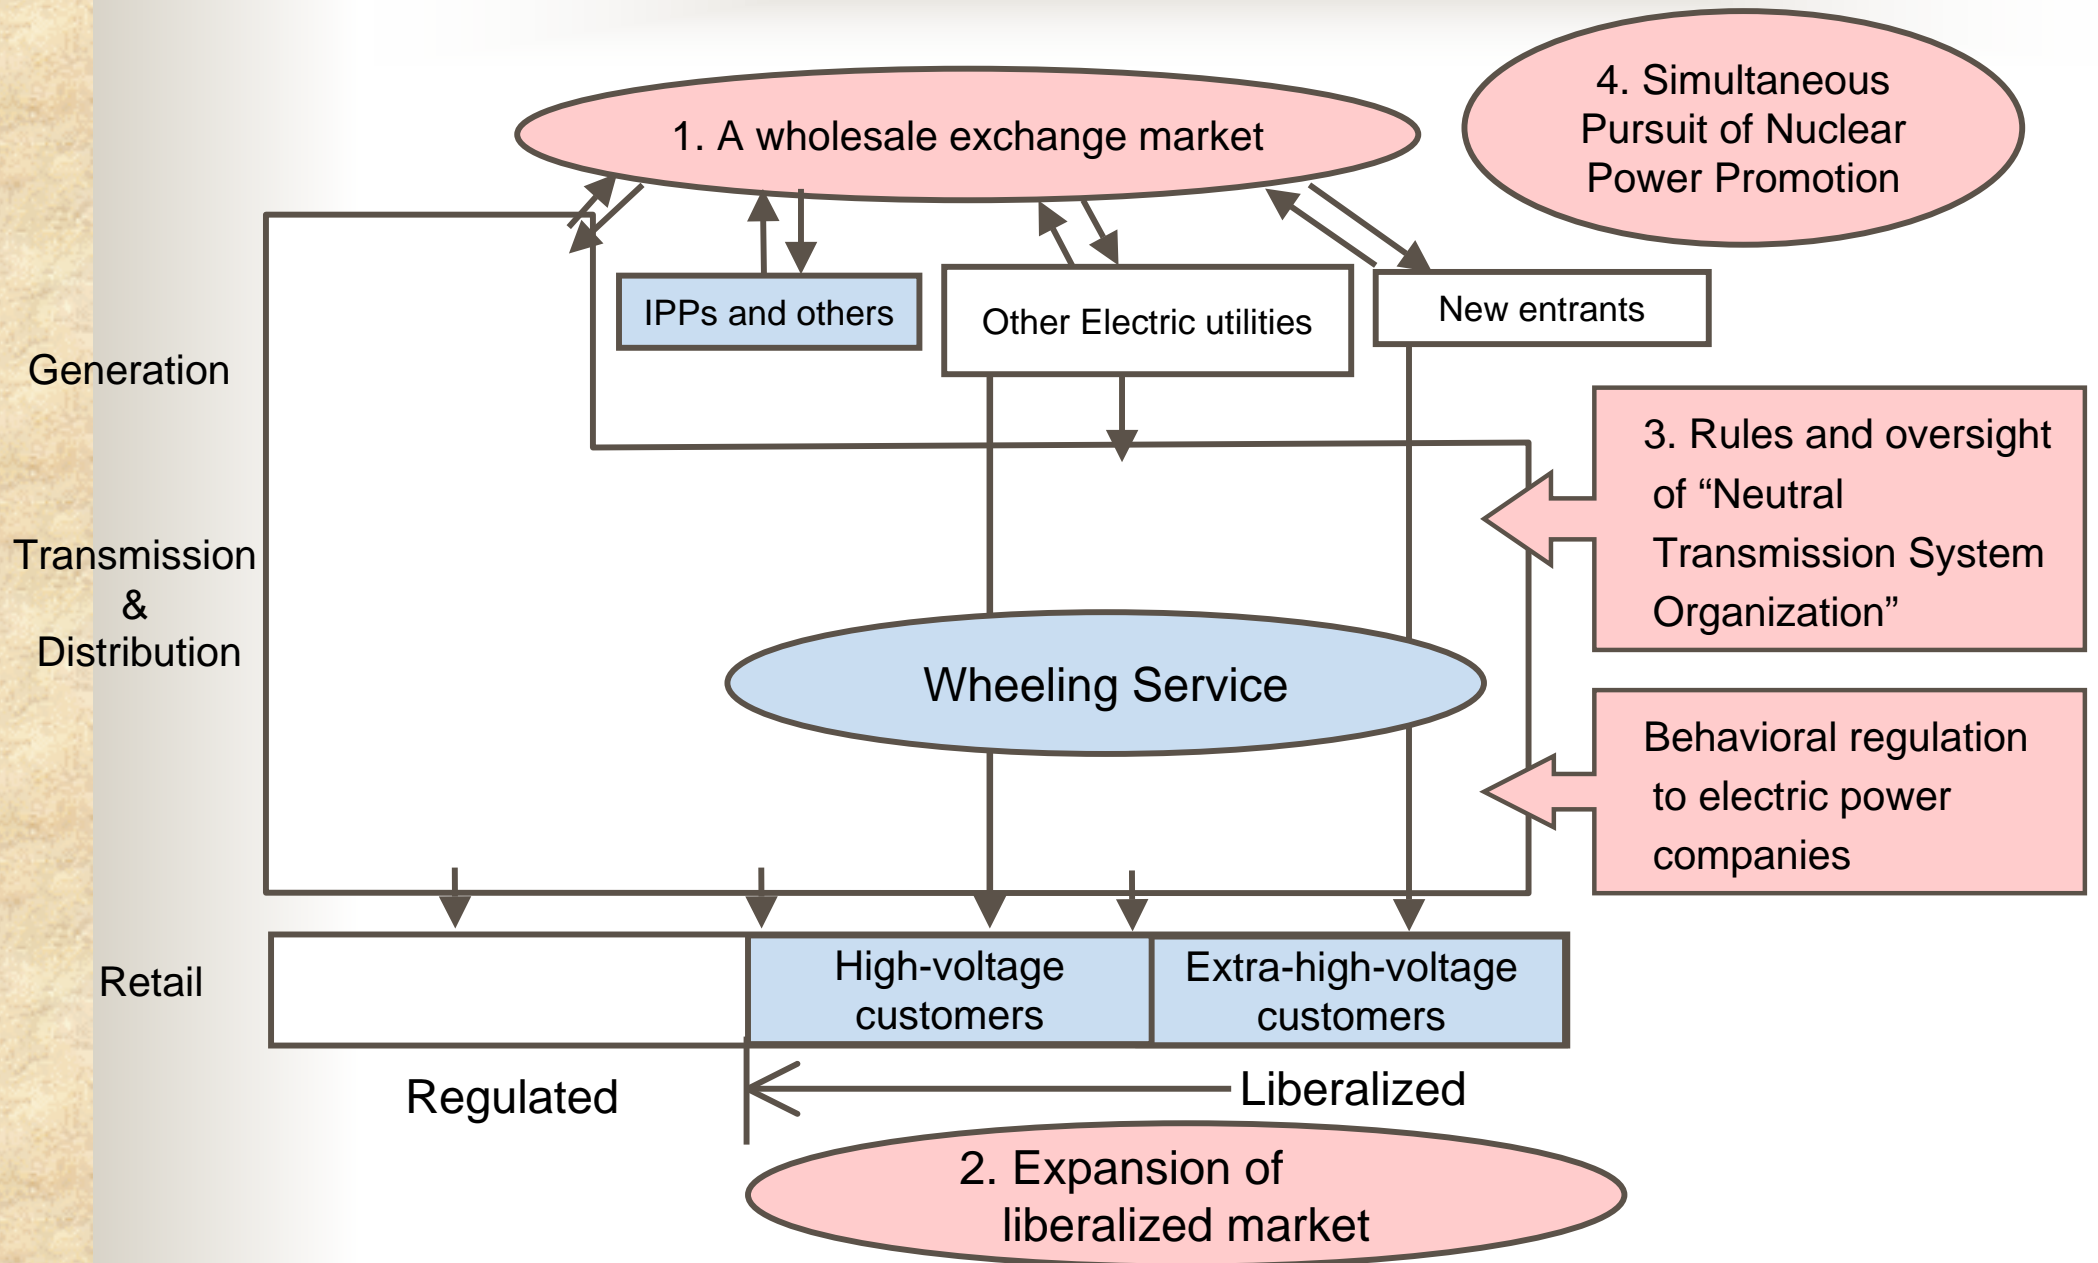 1. A wholesale exchange market
4. Simultaneous
Pursuit of Nuclear
Power Promotion
IPPs and others
Other Electric utilities
New entrants
Generation
3. Rules and oversight
of “Neutral
Transmission System
Organization”
Transmission
&
Distribution
Wheeling Service
Behavioral regulation
to electric power
companies
Retail
High-voltage
customers
Extra-high-voltage
customers
Regulated
Liberalized
2. Expansion of
liberalized market